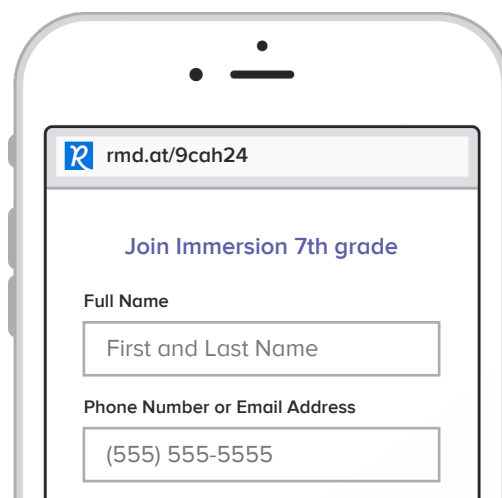 rmd.at/9cah24
Join Immersion 7th grade
Full Name
First and Last Name
Phone Number or Email Address
(555) 555-5555